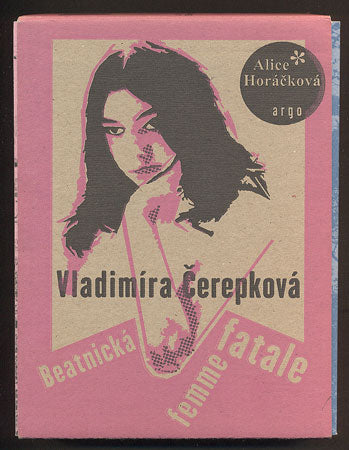 Alice*
Horáčková
argo
Vladimíra Čerepková
Beatnická
femme
fatale